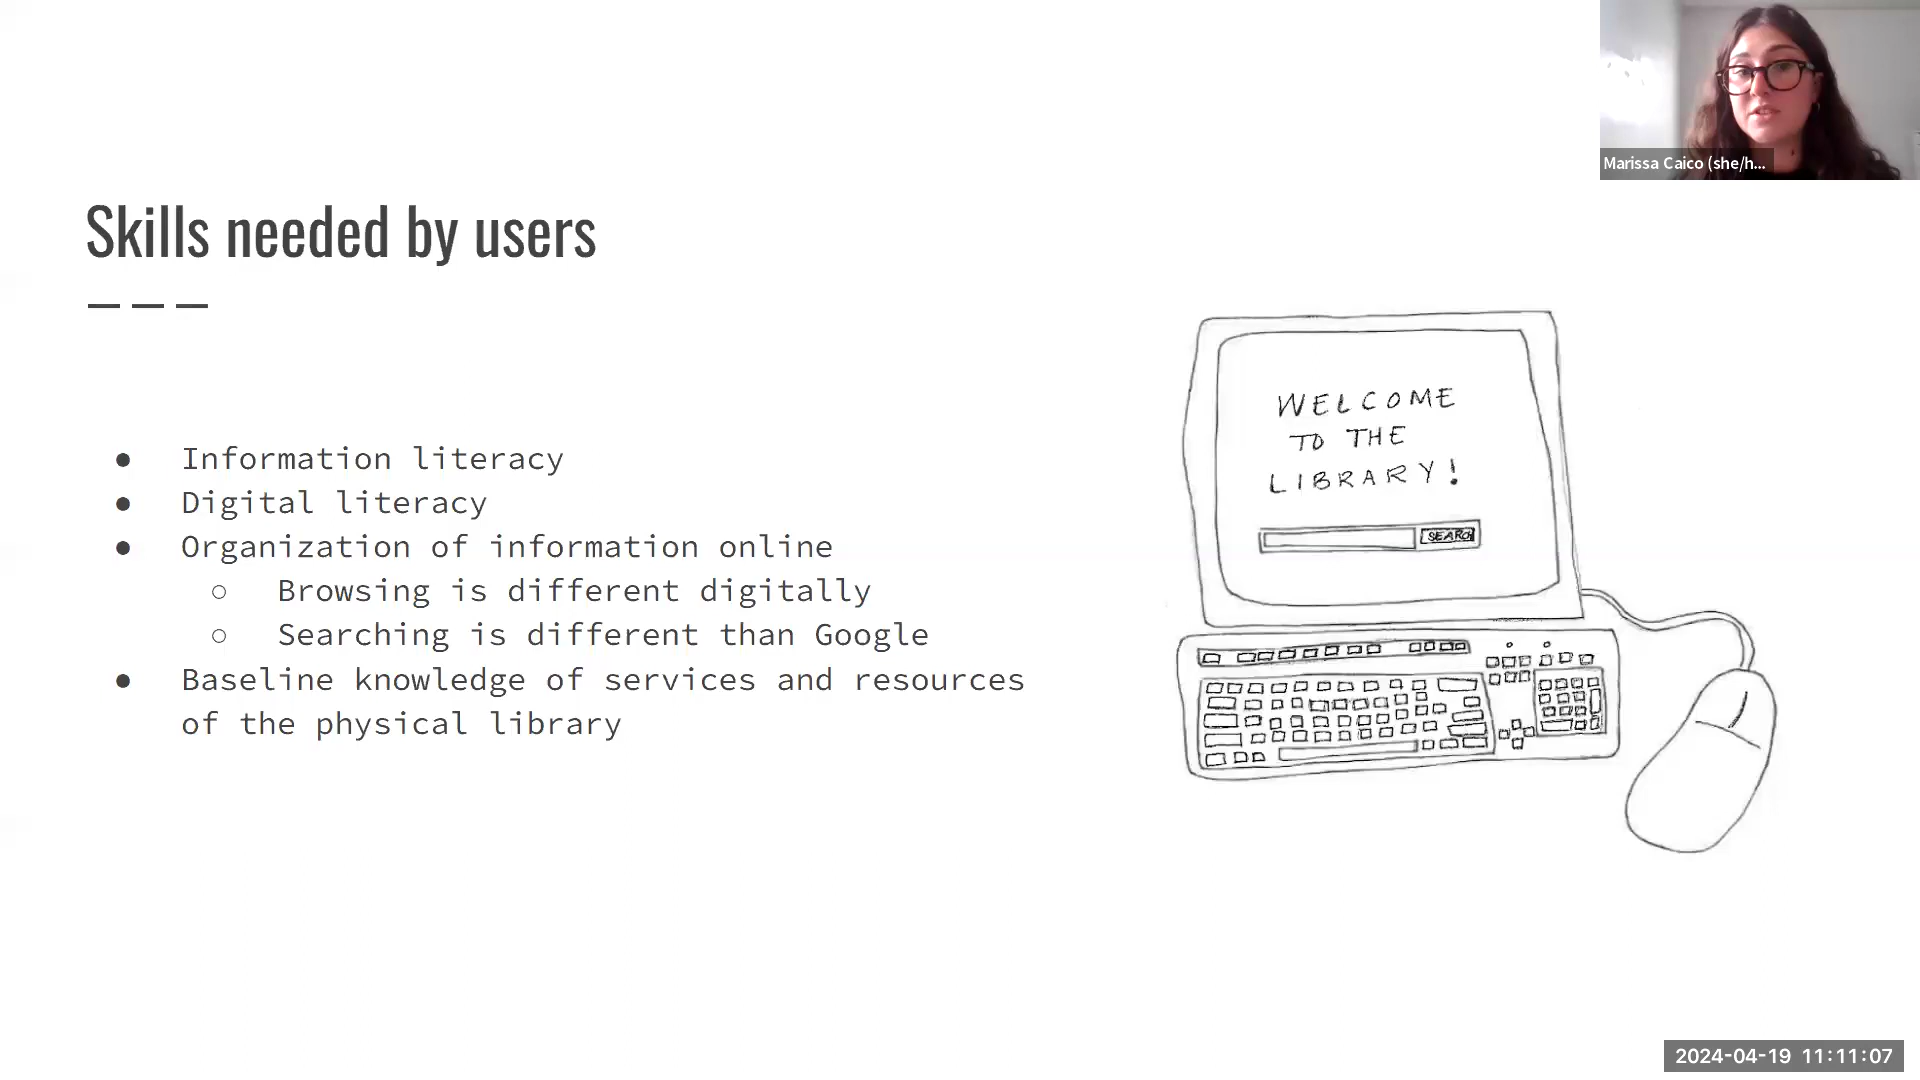 Marissa Caico (she/h...
Skills needed by users
● Information literacy
● Digital literacy
● Organization of information online
○ Browsing is different digitally
○ Searching is different than Google
● Baseline knowledge of services and resources
of the physical library
WELCOME
TO THE
LIBRARY!
SEARCH
2024-04-19 11:11:07